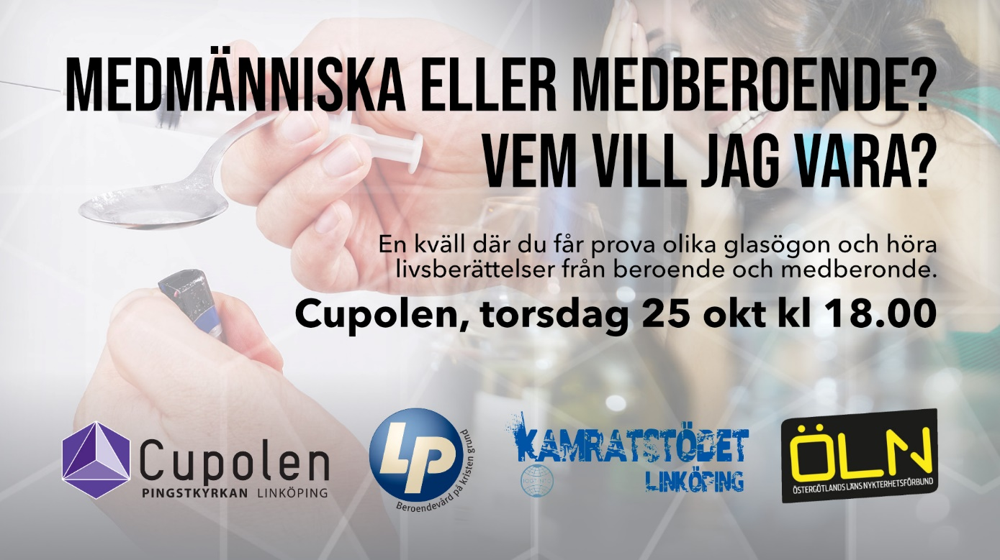 MEDMÄNNISKA ELLER MEDBEROENDE?
VEM VILL JAG VARA?
En kväll där du får prova olika glasögon och höra
livsberättelser från beroende och medberonde.
Cupolen, torsdag 25 okt kl 18.00
Cupolen
PINGSTKYRKAN LINKÖPING
LP
Beroendevård på kristen grund
KAMRATSTÖDET
LINKÖPING
ÖLN
ÖSTERGÖTLANDS LÄNS NYKTERHETSFÖRBUND